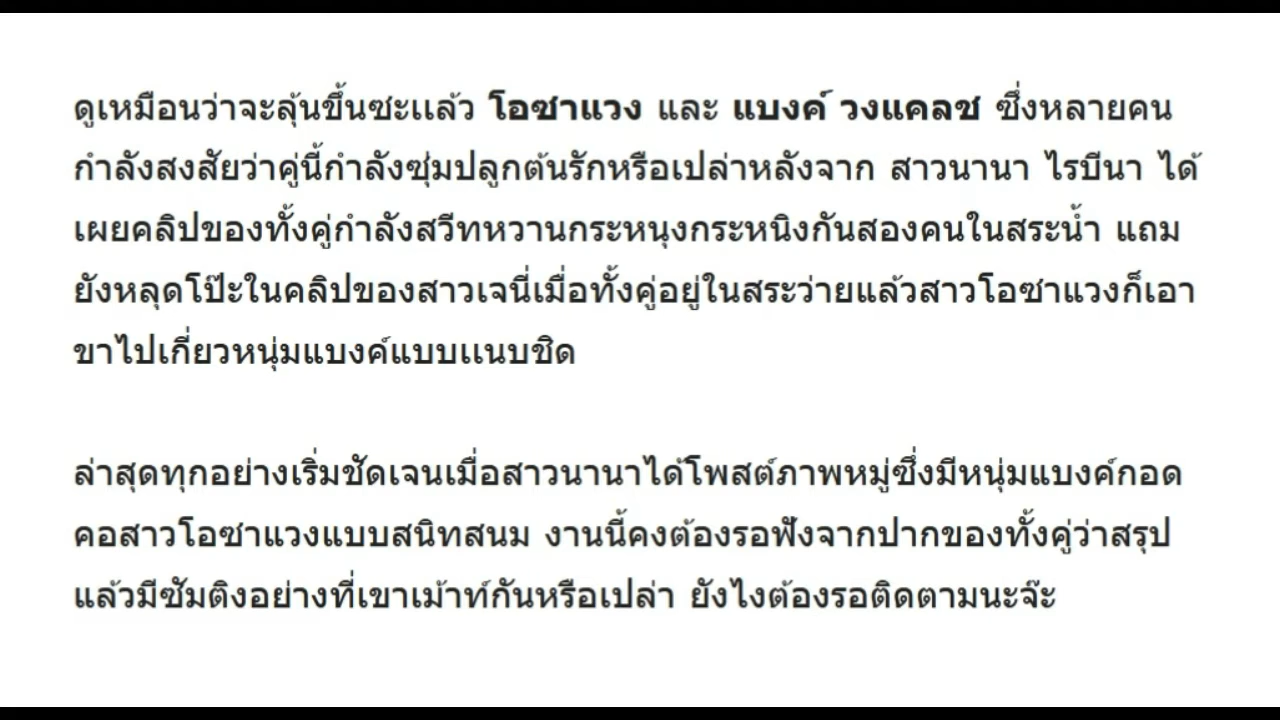 ดูเหมือนว่าจะลุ้นขึ้นซะแล้ว โอซาแวง และ แบงค์ วงแคลช ซึ่งหลายคน
กำลังสงสัยว่าคู่นี้กำลังซุ่มปลูกต้นรักหรือเปล่าหลังจาก สาวนานา ไรบีนา ได้
เผยคลิปของทั้งคู่กำลังสวีทหวานกระหนุงกระหนิงกันสองคนในสระน้ำ แถม
ยังหลุดโป๊ะในคลิปของสาวเจนี่เมื่อทั้งคู่อยู่ในสระว่ายแล้วสาวโอซาแวงก็เอา
ขาไปเกี่ยวหนุ่มแบงค์แบบแนบชิด
ล่าสุดทุกอย่างเริ่มชัดเจนเมื่อสาวนานาได้โพสต์ภาพหมู่ซึ่งมีหนุ่มแบงค์กอด
คอสาวโอซาแวงแบบสนิทสนม งานนี้คงต้องรอฟังจากปากของทั้งคู่ว่าสรุป
แล้วมีซัมติงอย่างที่เขาเม้าท์กันหรือเปล่า ยังไงต้องรอติดตามนะจ๊ะ